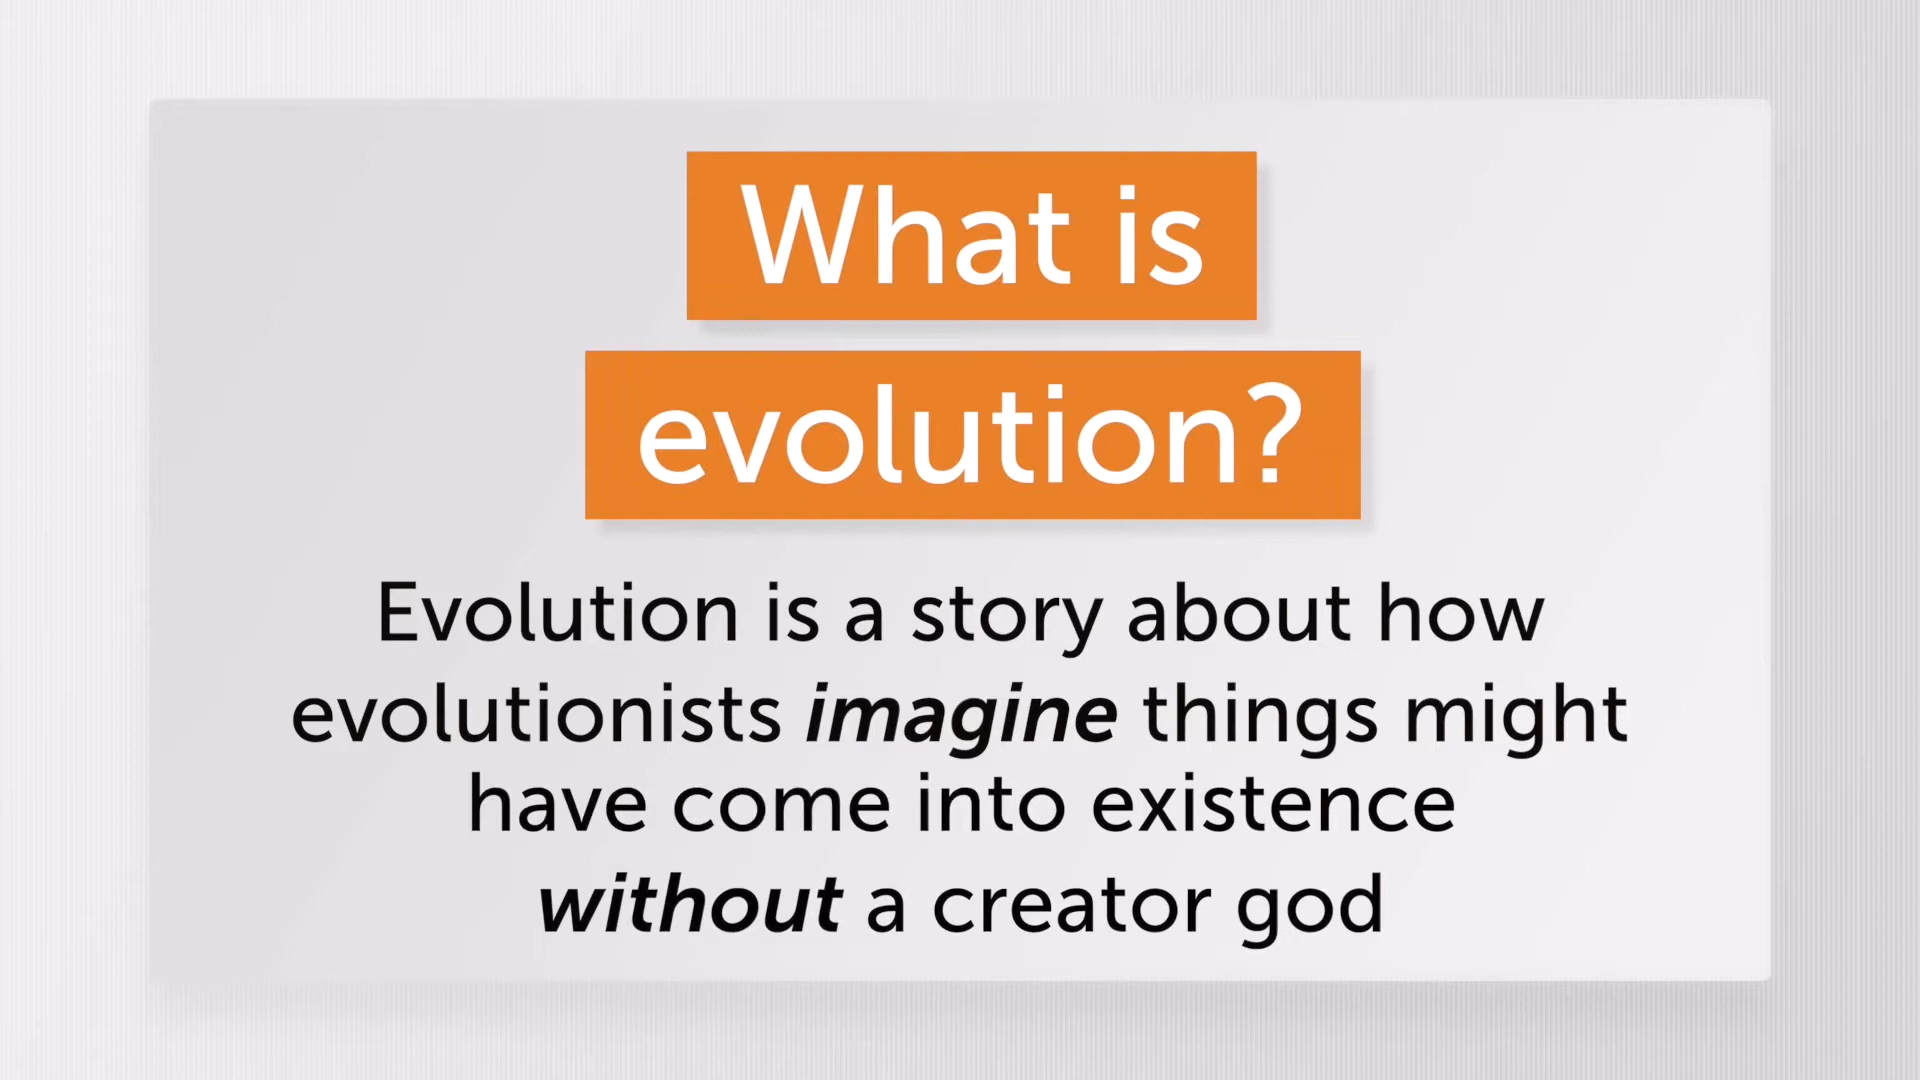 What is
evolution?
Evolution is a story about how
evolutionists imagine things might
have come into existence
without a creator god